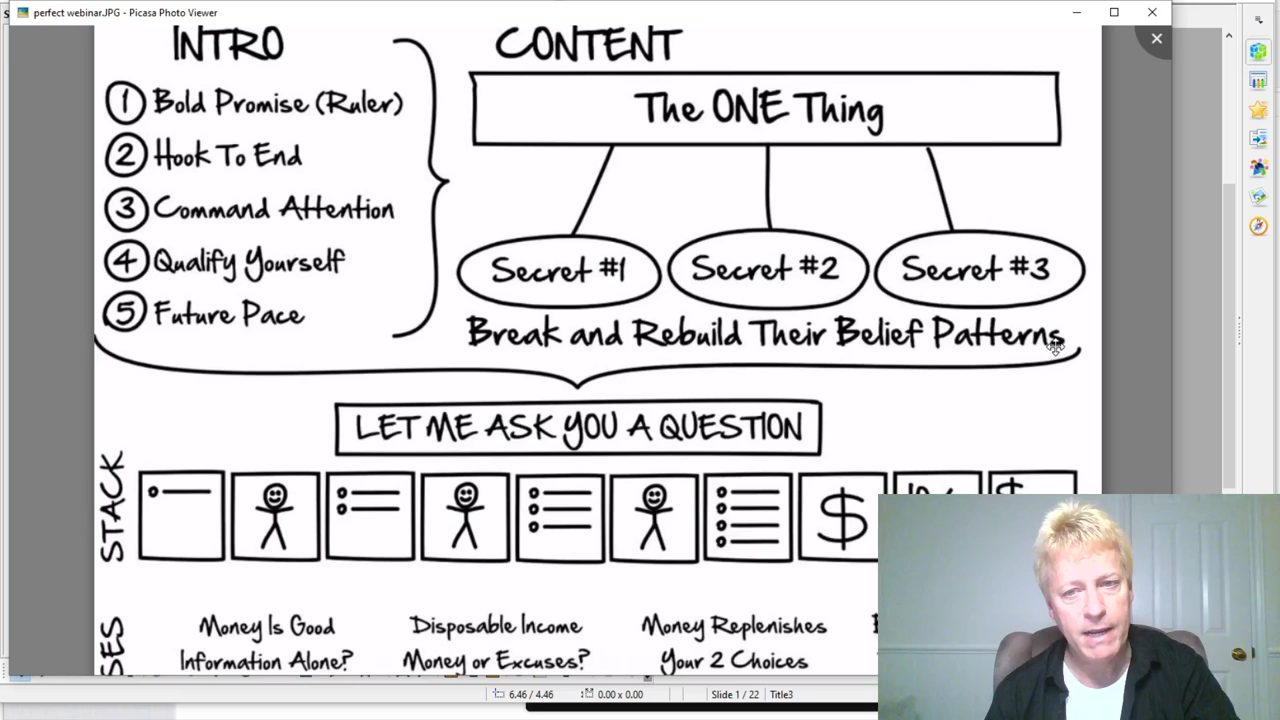 perfect webinar.JPG - Picasa Photo Viewer
INTRO
① Bold Promise (Ruler)
② Hook To End
③ Command Attention
④ Qualify Yourself
⑤ Future Pace
CONTENT
The ONE Thing
Secret #1
Secret #2
Secret #3
Break and Rebuild Their Belief Patterns
LET ME ASK YOU A QUESTION
STACK
$
$
Money Is Good
Information Alone?
Disposable Income
Money or Excuses?
Money Replenishes
Your 2 Choices
6.46 / 4.46
0.00 x 0.00
Slide 1 / 22
Title3